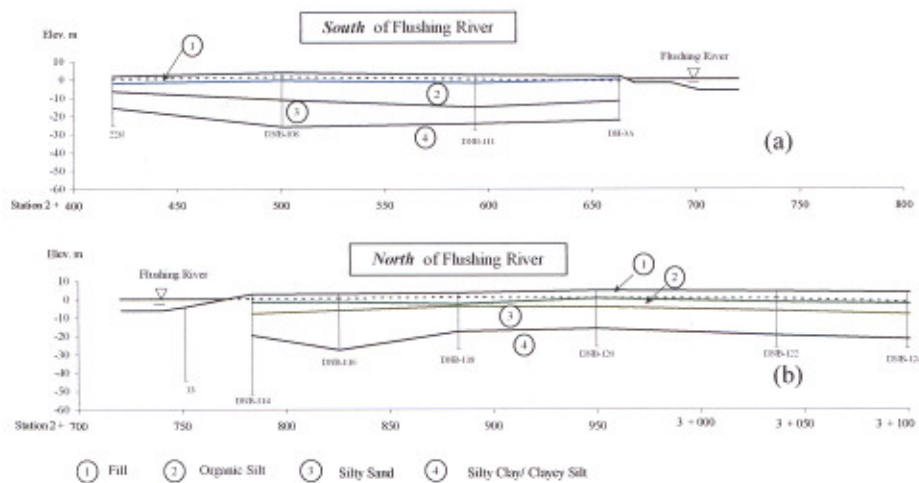 South of Flushing River
Elev. m
Flushing River
1
10
0
-10
-20
-30
-40
-50
-60
2
3
4
228
DSB-108
DSB-111
(a)
Station 2 + 400 450 500 550 600 650 700 750 800
North of Flushing River
Elev. m
Flushing River
1
2
10
0
-10
-20
-30
-40
-50
-60
3
4
33
DSB-114
DSB-116
DSB-118
DSB-120
DSB-122
(b)
Station 2 + 700 750 800 850 900 950 3 + 000 3 + 050 3 + 100
1 Fill 2 Organic Silt 3 Silty Sand 4 Silty Clay/ Clayey Silt